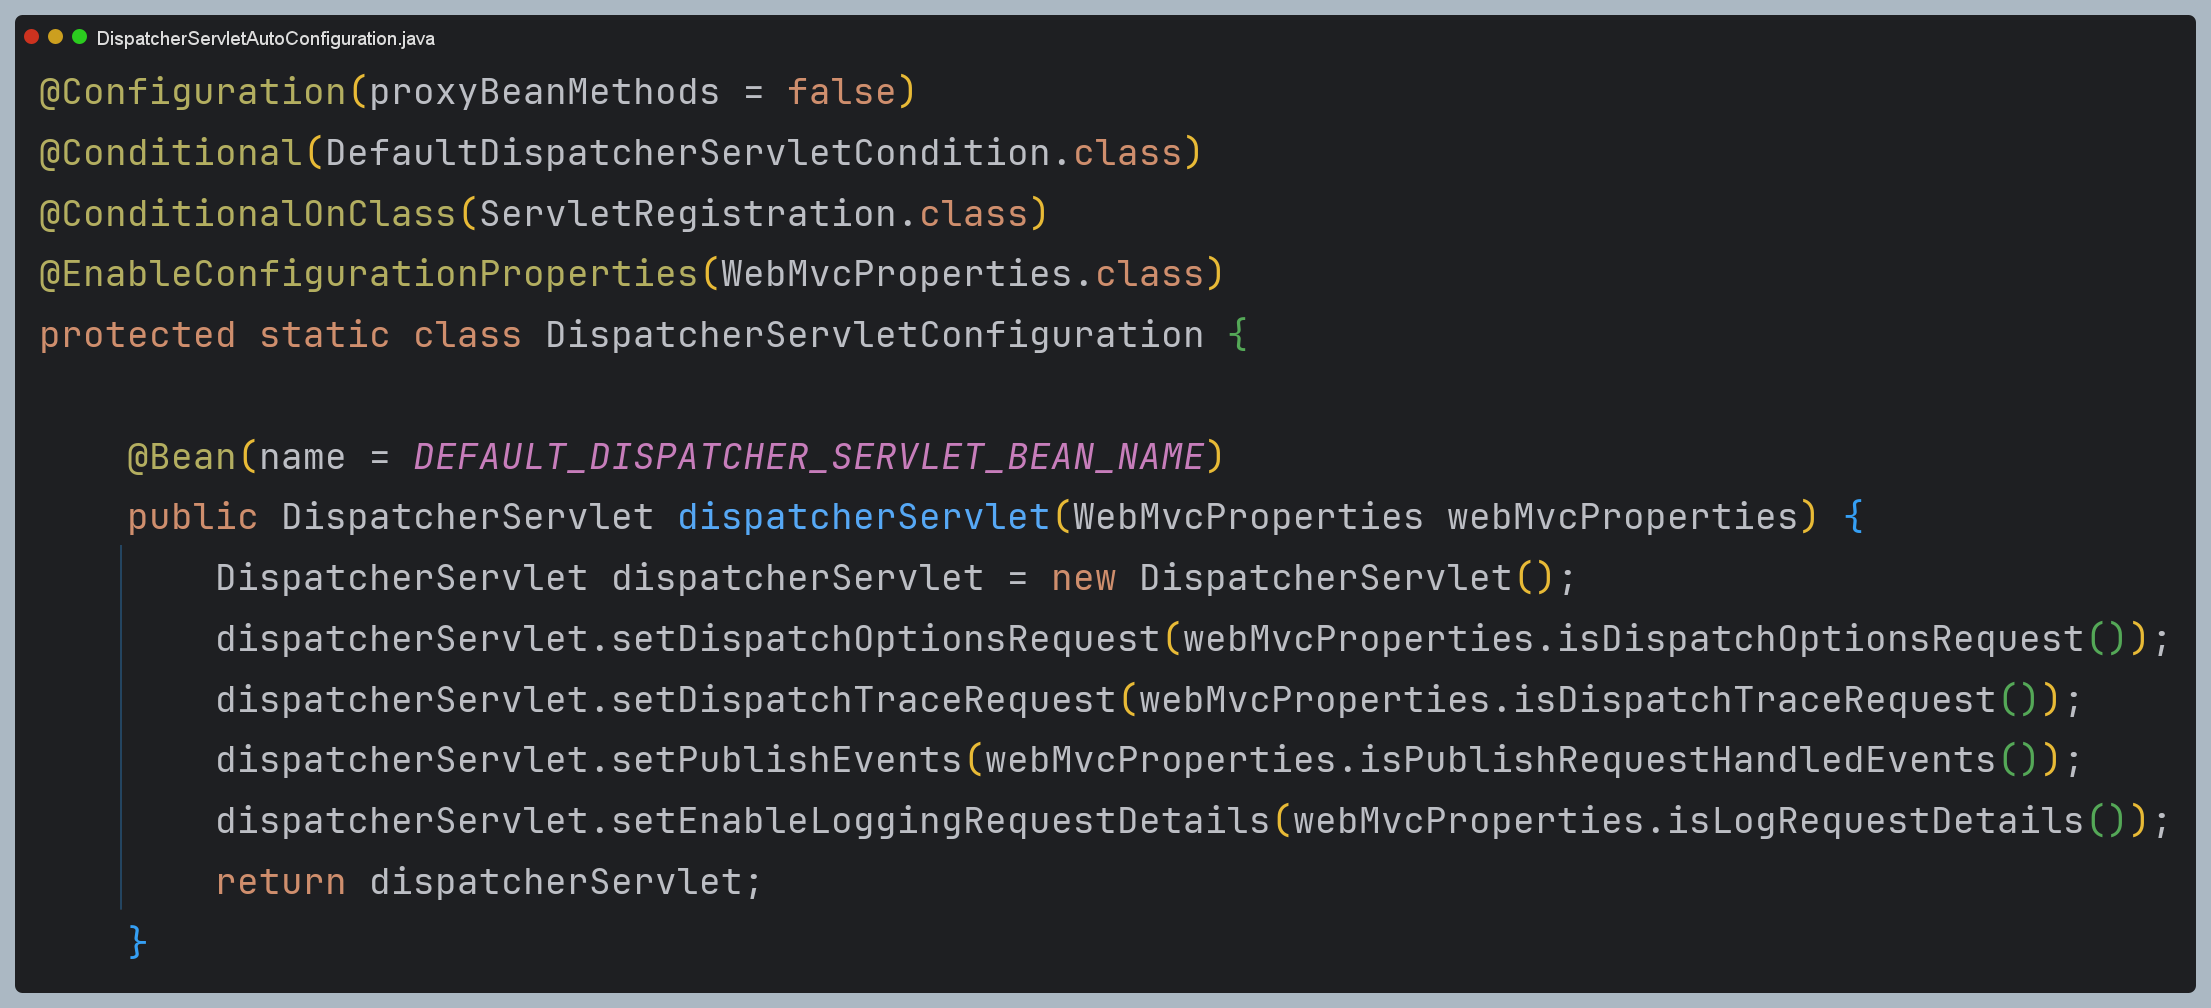 DispatcherServletAutoConfiguration.java
@Configuration(proxyBeanMethods = false)
@Conditional(DefaultDispatcherServletCondition.class)
@ConditionalOnClass(ServletRegistration.class)
@EnableConfigurationProperties(WebMvcProperties.class)
protected static class DispatcherServletConfiguration {
@Bean(name = DEFAULT_DISPATCHER_SERVLET_BEAN_NAME)
public DispatcherServlet dispatcherServlet(WebMvcProperties webMvcProperties) {
DispatcherServlet dispatcherServlet = new DispatcherServlet();
dispatcherServlet.setDispatchOptionsRequest(webMvcProperties.isDispatchOptionsRequest());
dispatcherServlet.setDispatchTraceRequest(webMvcProperties.isDispatchTraceRequest());
dispatcherServlet.setPublishEvents(webMvcProperties.isPublishRequestHandledEvents());
dispatcherServlet.setEnableLoggingRequestDetails(webMvcProperties.isLogRequestDetails());
return dispatcherServlet;
}